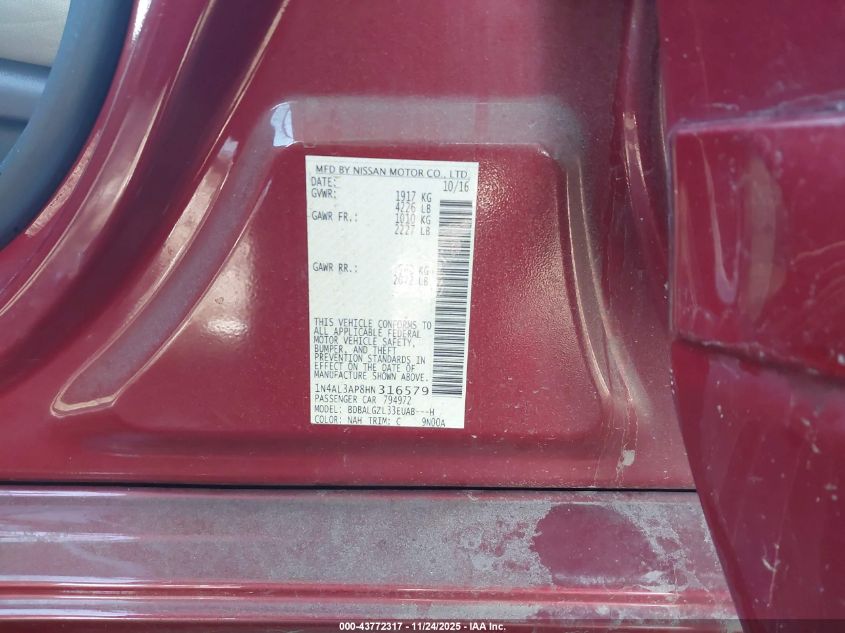 MFD BY NISSAN MOTOR CO., LTD.
DATE: 10/16
GVWR: 1917 KG
4226 LB
GAWR FR.: 1010 KG
2227 LB
GAWR RR.: KG
LB
THIS VEHICLE CONFORMS TO
ALL APPLICABLE FEDERAL
MOTOR VEHICLE SAFETY,
BUMPER, AND THEFT
PREVENTION STANDARDS IN
EFFECT ON THE DATE OF
MANUFACTURE SHOWN ABOVE.
1N4AL3AP8HN316579
PASSENGER CAR 794972
MODEL: BDBALGZL33EUAB---H
COLOR: NAH TRIM: C 9N00A
000-43772317 - 11/24/2025 - IAA Inc.